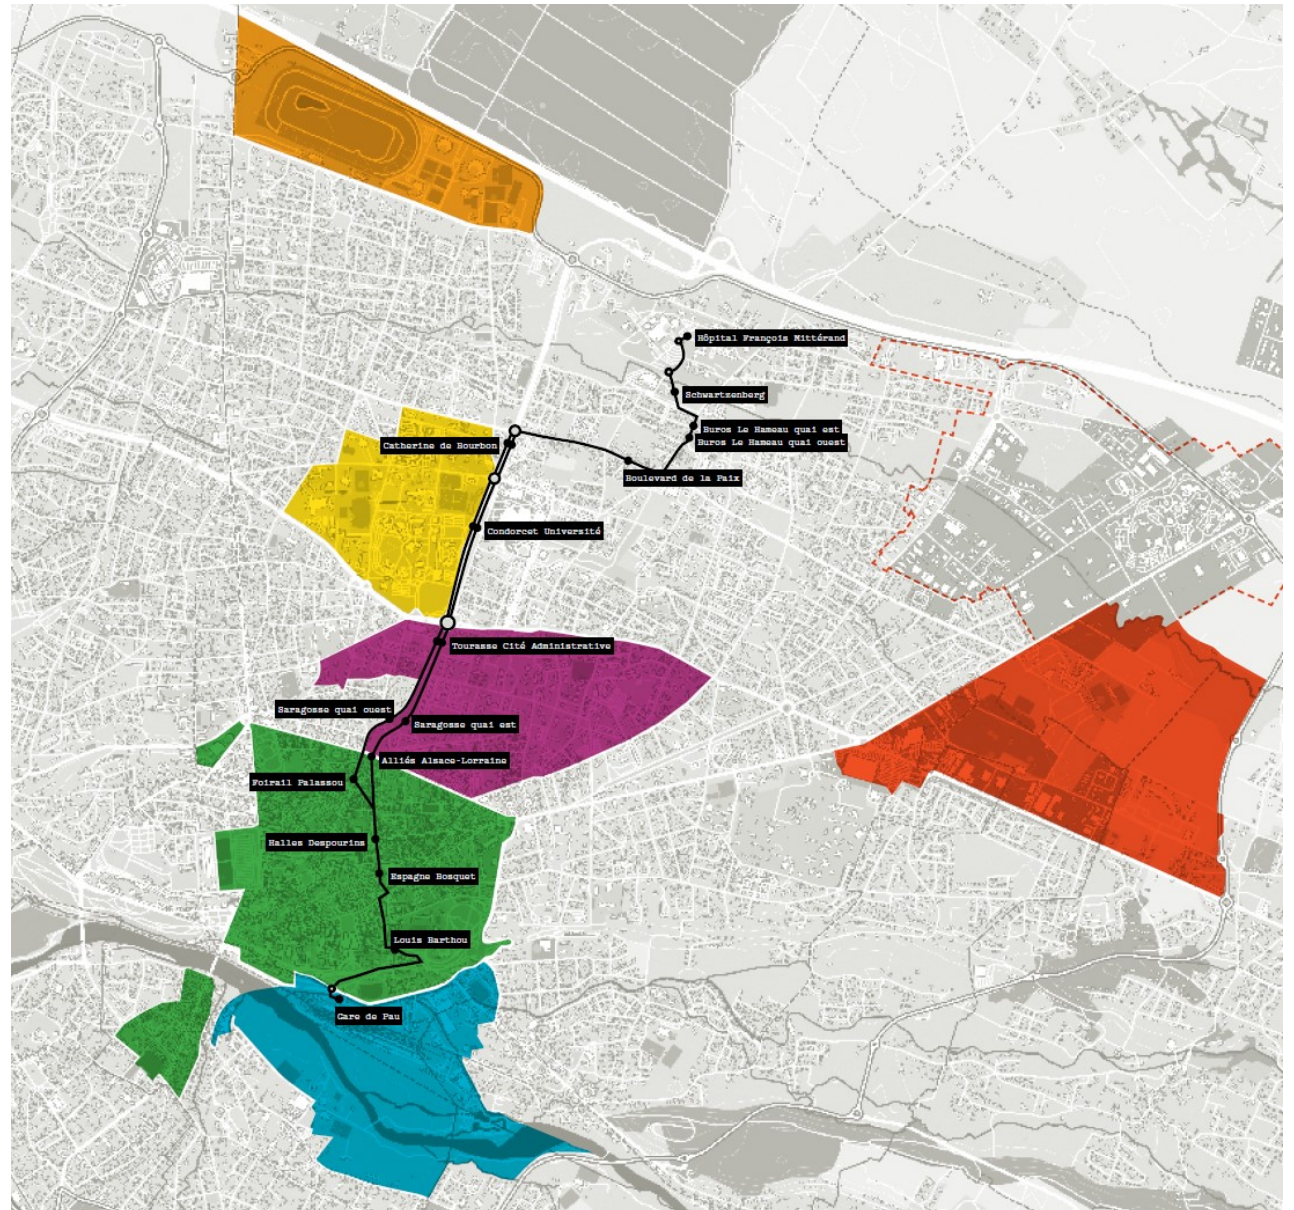 Hôpital François Mittérand
Schwartzenberg
Buros Le Hameau quai est
Buros Le Hameau quai ouest
Catherine de Bourbon
Boulevard de la Paix
Condorcet Université
Tourasse Cité Administrative
Saragosse quai ouest
Saragosse quai est
Alliés Alsace-Lorraine
Foirail Palassou
Halles Despourins
Espagne Bosquet
Louis Barthou
Gare de Pau